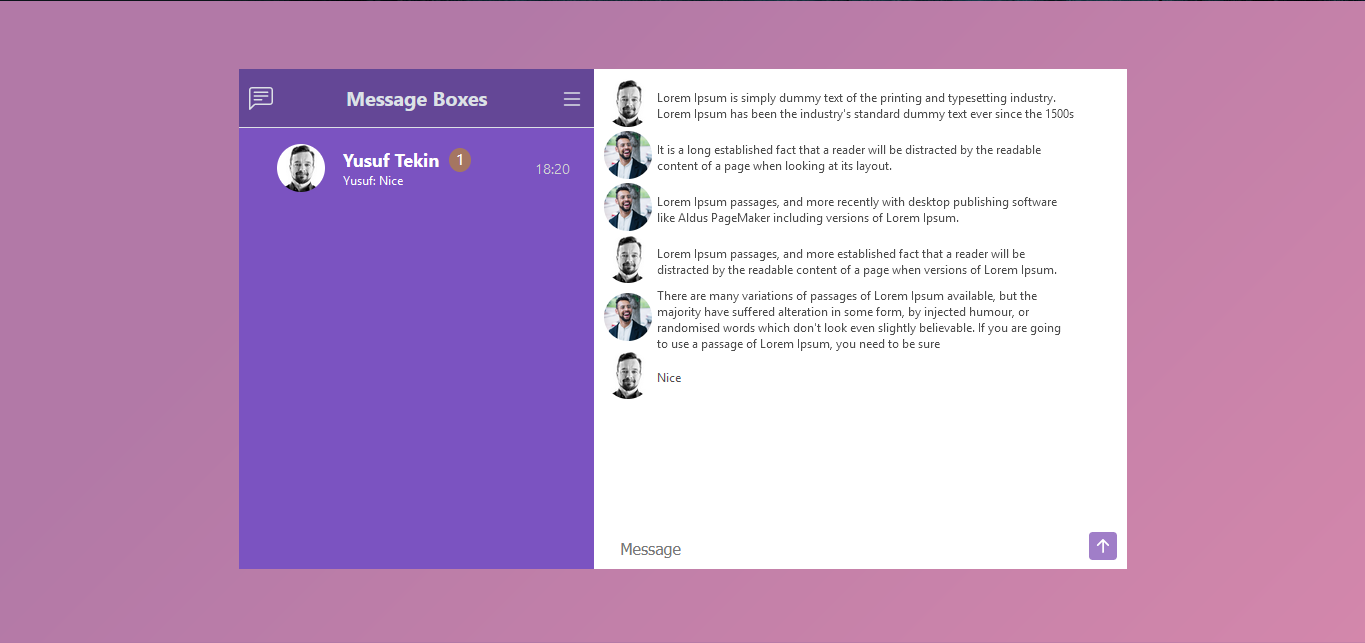 Message Boxes
Yusuf Tekin 1
Yusuf: Nice
18:20
Lorem Ipsum is simply dummy text of the printing and typesetting industry.
Lorem Ipsum has been the industry's standard dummy text ever since the 1500s
It is a long established fact that a reader will be distracted by the readable
content of a page when looking at its layout.
Lorem Ipsum passages, and more recently with desktop publishing software
like Aldus PageMaker including versions of Lorem Ipsum.
Lorem Ipsum passages, and more established fact that a reader will be
distracted by the readable content of a page when versions of Lorem Ipsum.
There are many variations of passages of Lorem Ipsum available, but the
majority have suffered alteration in some form, by injected humour, or
randomised words which don't look even slightly believable. If you are going
to use a passage of Lorem Ipsum, you need to be sure
Nice
Message